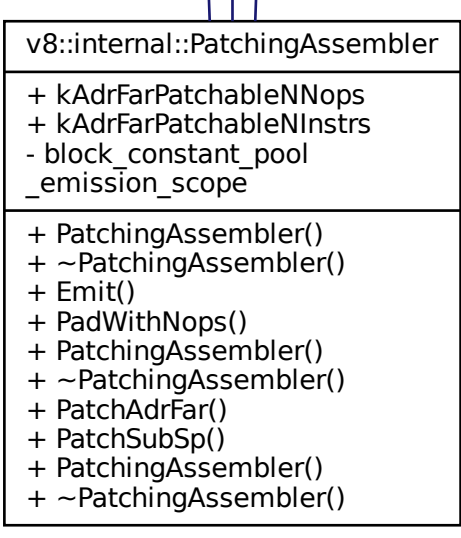 v8::internal::PatchingAssembler
+ kAdrFarPatchableNNops
+ kAdrFarPatchableNInstrs
- block_constant_pool
_emission_scope
+ PatchingAssembler()
+ ~PatchingAssembler()
+ Emit()
+ PadWithNops()
+ PatchingAssembler()
+ ~PatchingAssembler()
+ PatchAdrFar()
+ PatchSubSp()
+ PatchingAssembler()
+ ~PatchingAssembler()